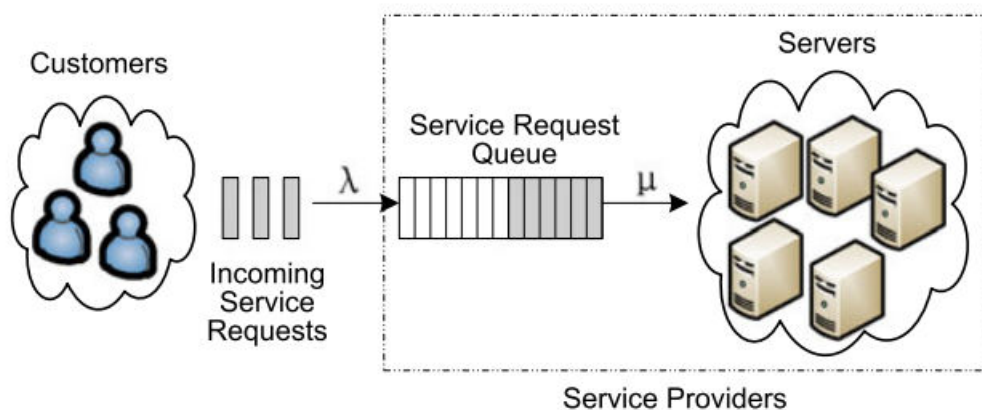 Customers
Incoming
Service
Requests
λ
Service Request
Queue
μ
Servers
Service Providers